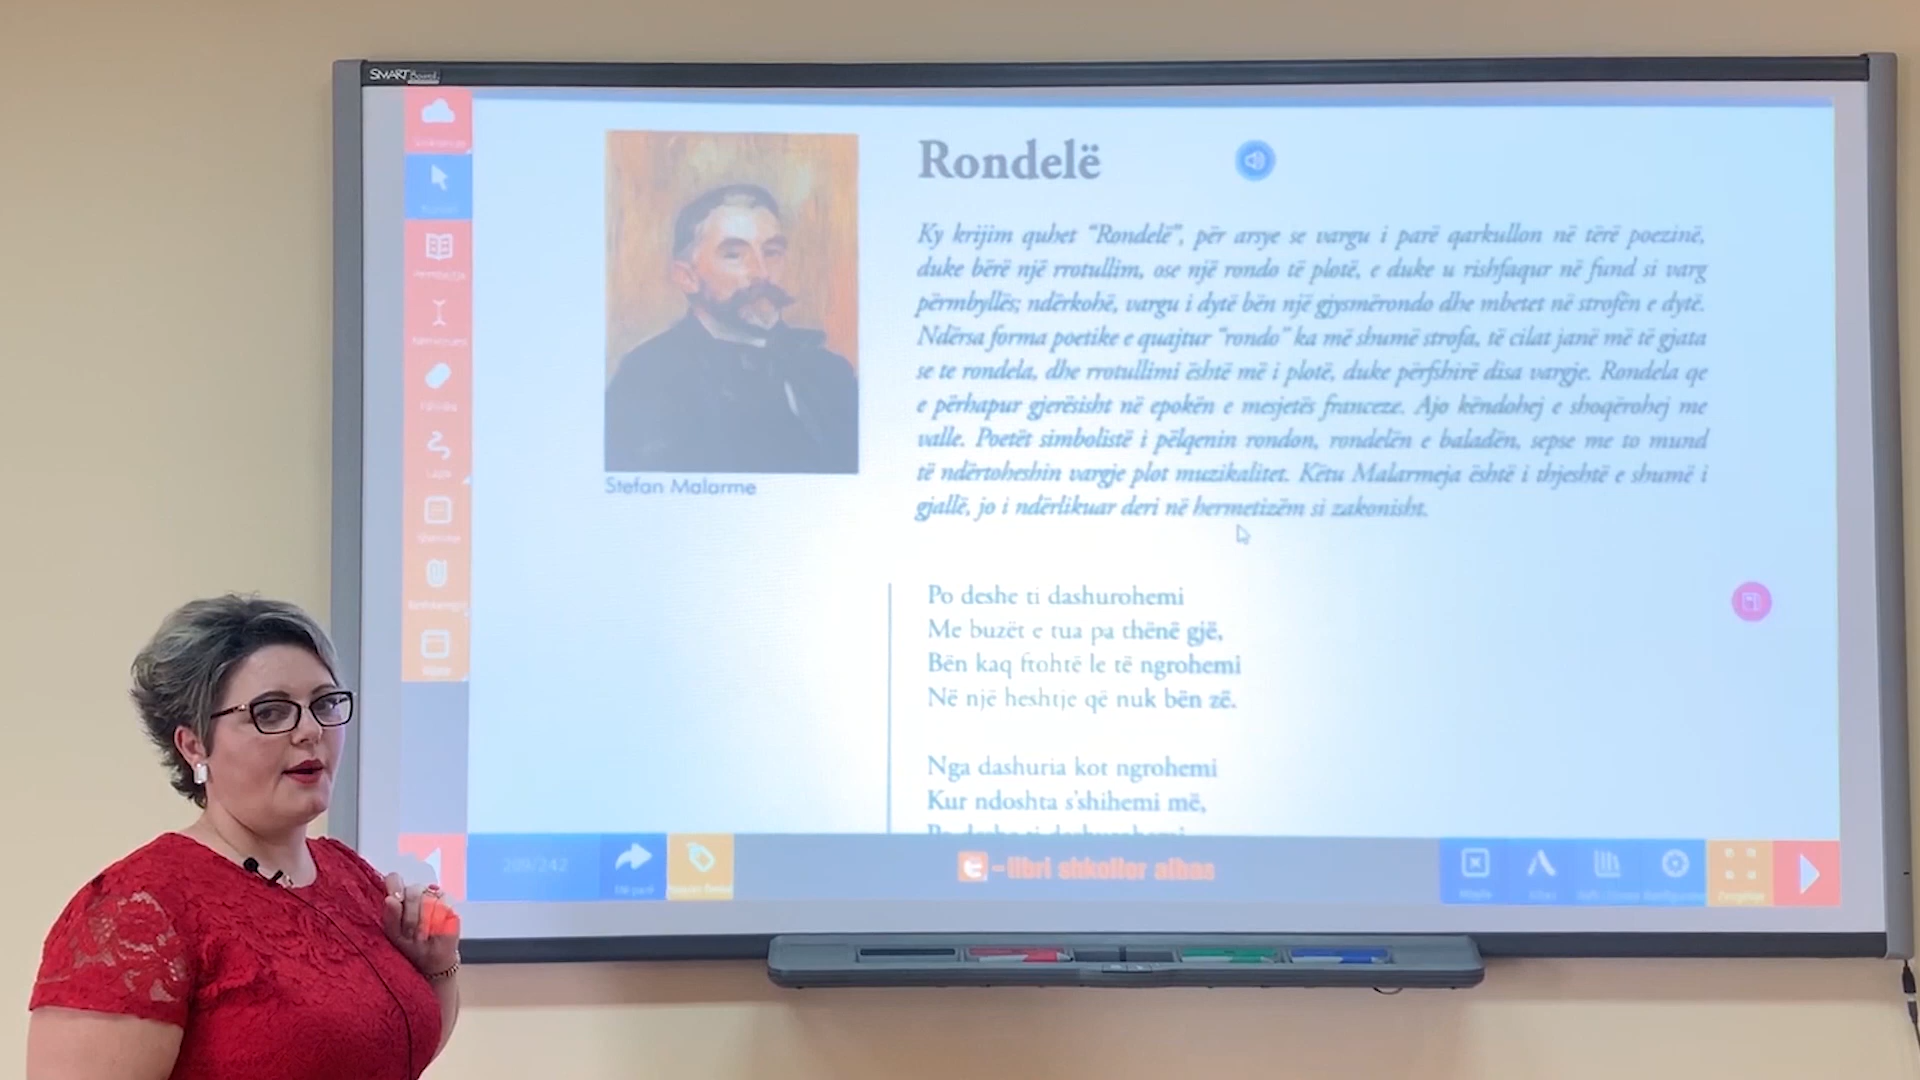 SMART Board
Rondelë
Ky krijim quhet “Rondelë”, për arsye se vargu i parë qarkullon në tërë poezinë,
duke bërë një rrotullim, ose një rondo të plotë, e duke u rishfaqur në fund si varg
përmbyllës; ndërkohë, vargu i dytë bën një gjysmërondo dhe mbetet në strofën e dytë.
Ndërsa forma poetike e quajtur “rondo” ka më shumë strofa, të cilat janë më të gjata
se te rondela, dhe rrotullimi është më i plotë, duke përfshirë disa vargje. Rondela qe
e përhapur gjerësisht në epokën e mesjetës franceze. Ajo këndohej e shoqërohej me
valle. Poetët simbolistë i pëlqenin rondon, rondelën e baladën, sepse me to mund
të ndërtoheshin vargje plot muzikalitet. Këtu Malarmeja është i thjeshtë e shumë i
gjallë, jo i ndërlikuar deri në hermetizëm si zakonisht.
Stefan Malarme
Po deshe ti dashurohemi
Me buzët e tua pa thënë gjë,
Bën kaq ftohtë le të ngrohemi
Në një heshtje që nuk bën zë.
Nga dashuria kot ngrohemi
Kur ndoshta s'shihemi më,
Po deshe ti dashurohemi
209/242
e-libri shkollor albas